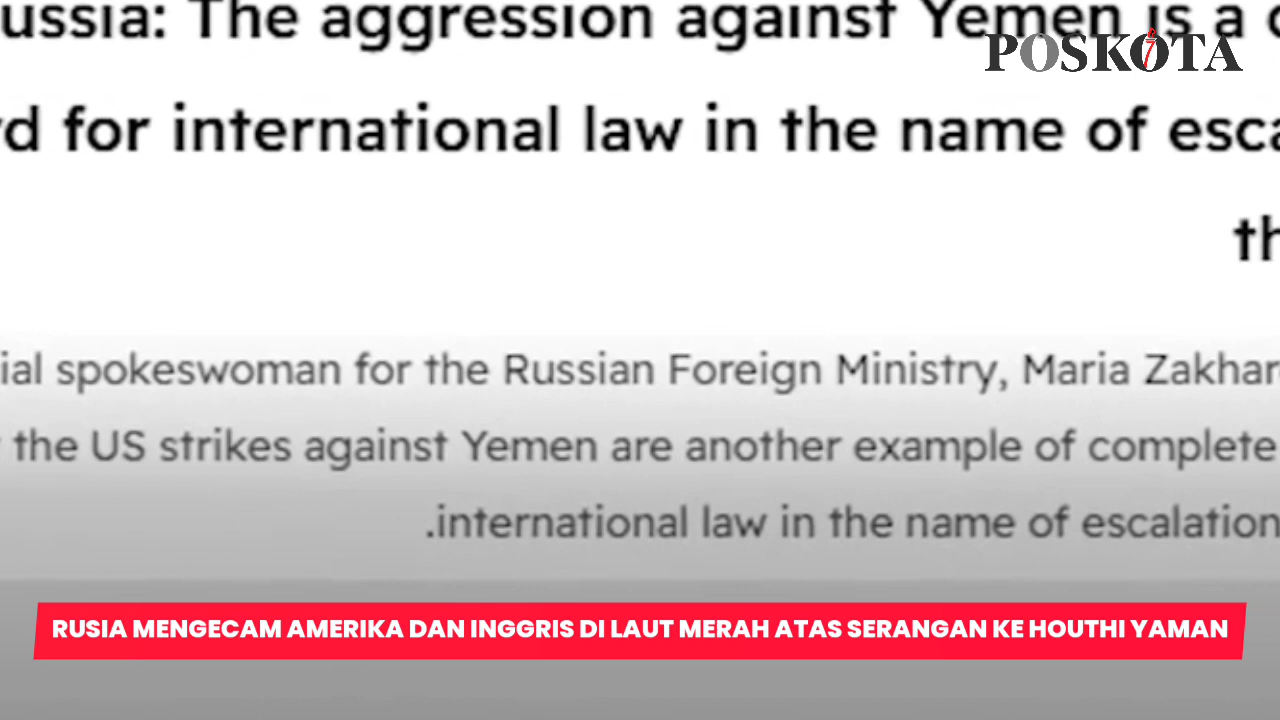 ussia: The aggression against Yemen is a
POSKOTA
rd for international law in the name of esca
th
ial spokeswoman for the Russian Foreign Ministry, Maria Zakhar
the US strikes against Yemen are another example of complete
.international law in the name of escalation
RUSIA MENGECAM AMERIKA DAN INGGRIS DI LAUT MERAH ATAS SERANGAN KE HOUTHI YAMAN